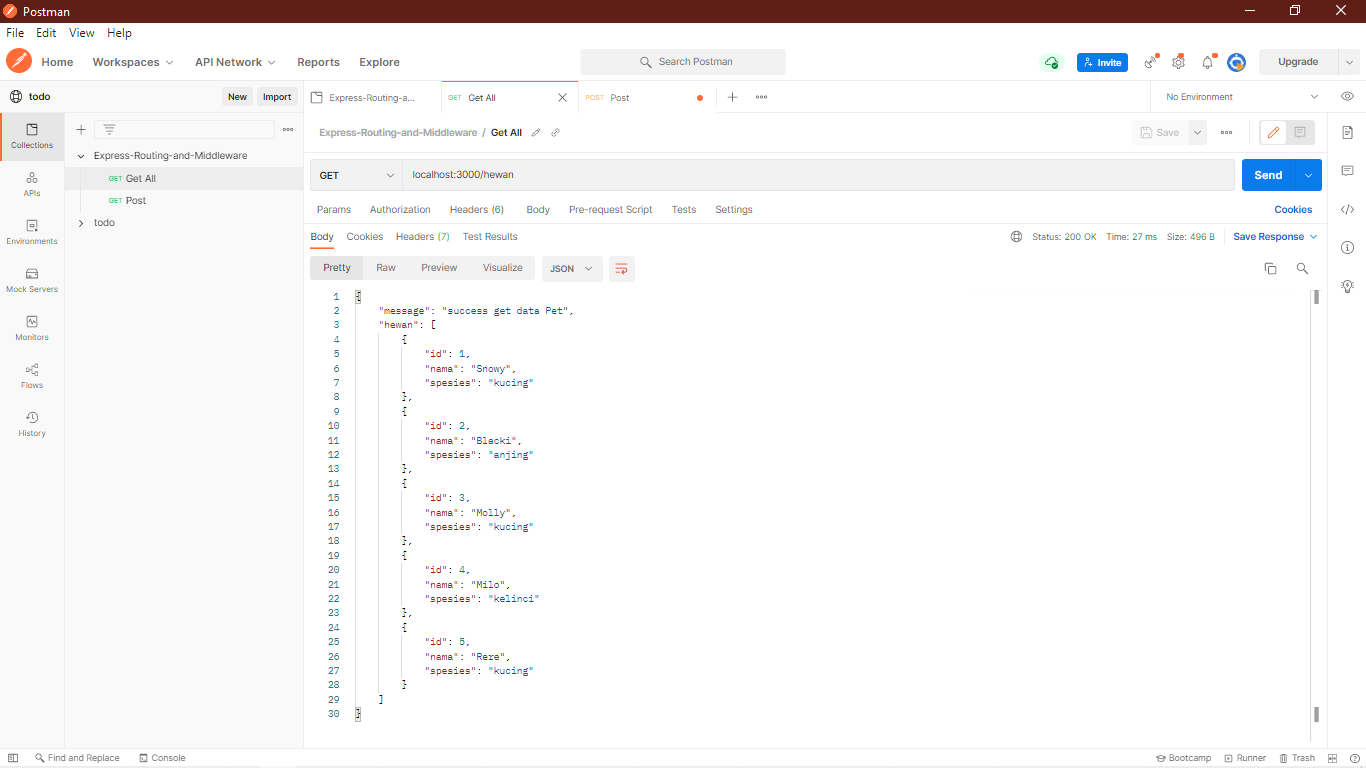 Postman
File Edit View Help
Home Workspaces API Network Reports Explore Search Postman Invite Upgrade
todo New Import
Express-Routing-a... GET Get All POST Post No Environment
Collections
APIs
Environments
Mock Servers
Monitors
Flows
History
Express-Routing-and-Middleware
GET Get All
GET Post
todo
Express-Routing-and-Middleware / Get All Save
GET localhost:3000/hewan Send
Params Authorization Headers (6) Body Pre-request Script Tests Settings Cookies
Body Cookies Headers (7) Test Results Status: 200 OK Time: 27 ms Size: 496 B Save Response
Pretty Raw Preview Visualize JSON
1 {
2 "message": "success get data Pet",
3 "hewan": [
4 {
5 "id": 1,
6 "nama": "Snowy",
7 "spesies": "kucing"
8 },
9 {
10 "id": 2,
11 "nama": "Blacki",
12 "spesies": "anjing"
13 },
14 {
15 "id": 3,
16 "nama": "Molly",
17 "spesies": "kucing"
18 },
19 {
20 "id": 4,
21 "nama": "Milo",
22 "spesies": "kelinci"
23 },
24 {
25 "id": 5,
26 "nama": "Rere",
27 "spesies": "kucing"
28 }
29 ]
30 }
Find and Replace Console Bootcamp Runner Trash